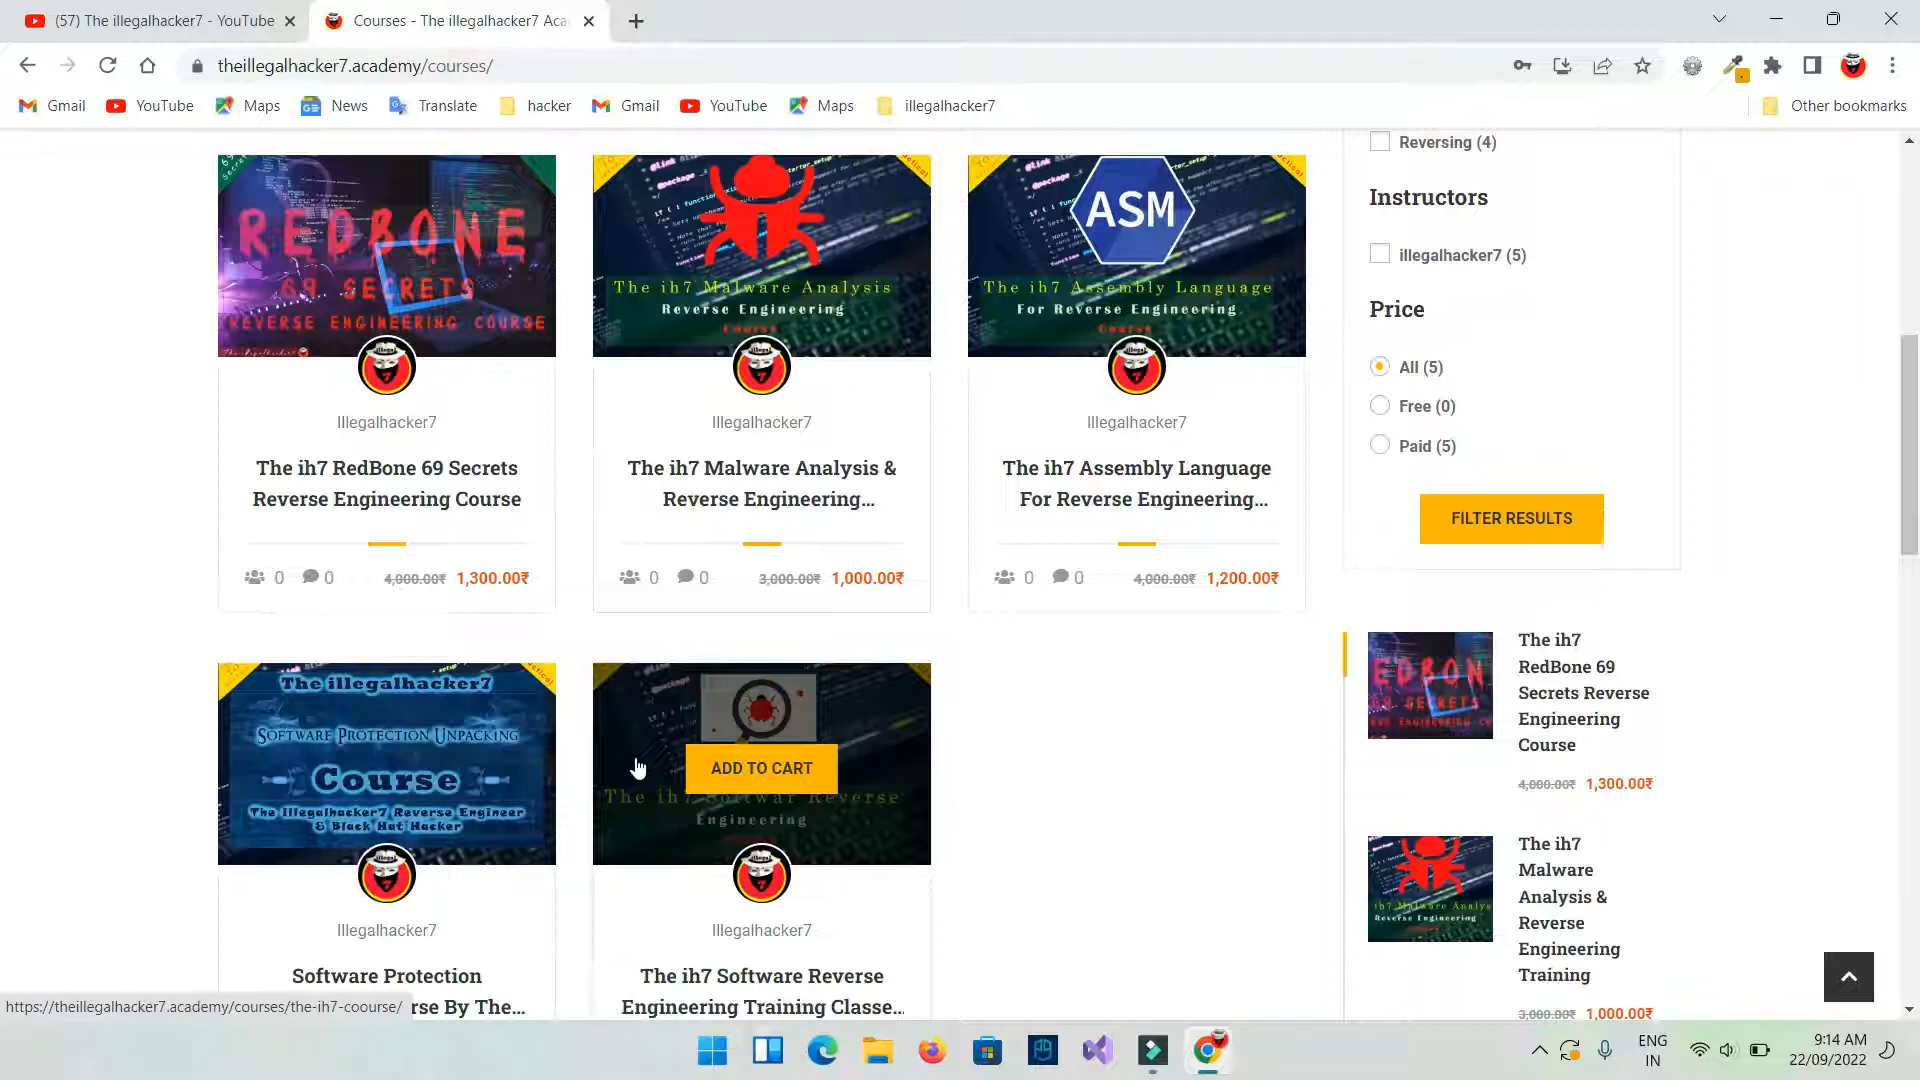 (57) The illegalhacker7 - YouTube
Courses - The illegalhacker7 Aca
theillegalhacker7.academy/courses/
Gmail
YouTube
Maps
News
Translate
hacker
Gmail
YouTube
Maps
illegalhacker7
Other bookmarks
REDBONE
69 SECRETS
REVERSE ENGINEERING COURSE
Illegalhacker7
The ih7 RedBone 69 Secrets
Reverse Engineering Course
0
0
4,000.00₹ 1,300.00₹
The ih7 Malware Analysis
Reverse Engineering
Course
Illegalhacker7
The ih7 Malware Analysis &
Reverse Engineering...
0
0
3,000.00₹ 1,000.00₹
ASM
The ih7 Assembly Language
For Reverse Engineering
Course
Illegalhacker7
The ih7 Assembly Language
For Reverse Engineering...
0
0
4,000.00₹ 1,200.00₹
The illegalhacker7
Software Protection Unpacking
Course
The Illegalhacker7 Reverse Engineer
& Black Hat Hacker
Illegalhacker7
Software Protection
rse By The...
ADD TO CART
The ih7 Softwar Reverse
Engineering
Illegalhacker7
The ih7 Software Reverse
Engineering Training Classe...
Reversing (4)
Instructors
illegalhacker7 (5)
Price
All (5)
Free (0)
Paid (5)
FILTER RESULTS
The ih7
RedBone 69
Secrets Reverse
Engineering
Course
4,000.00₹ 1,300.00₹
The ih7
Malware
Analysis &
Reverse
Engineering
Training
3,000.00₹ 1,000.00₹
https://theillegalhacker7.academy/courses/the-ih7-coourse/
ENG
IN
9:14 AM
22/09/2022